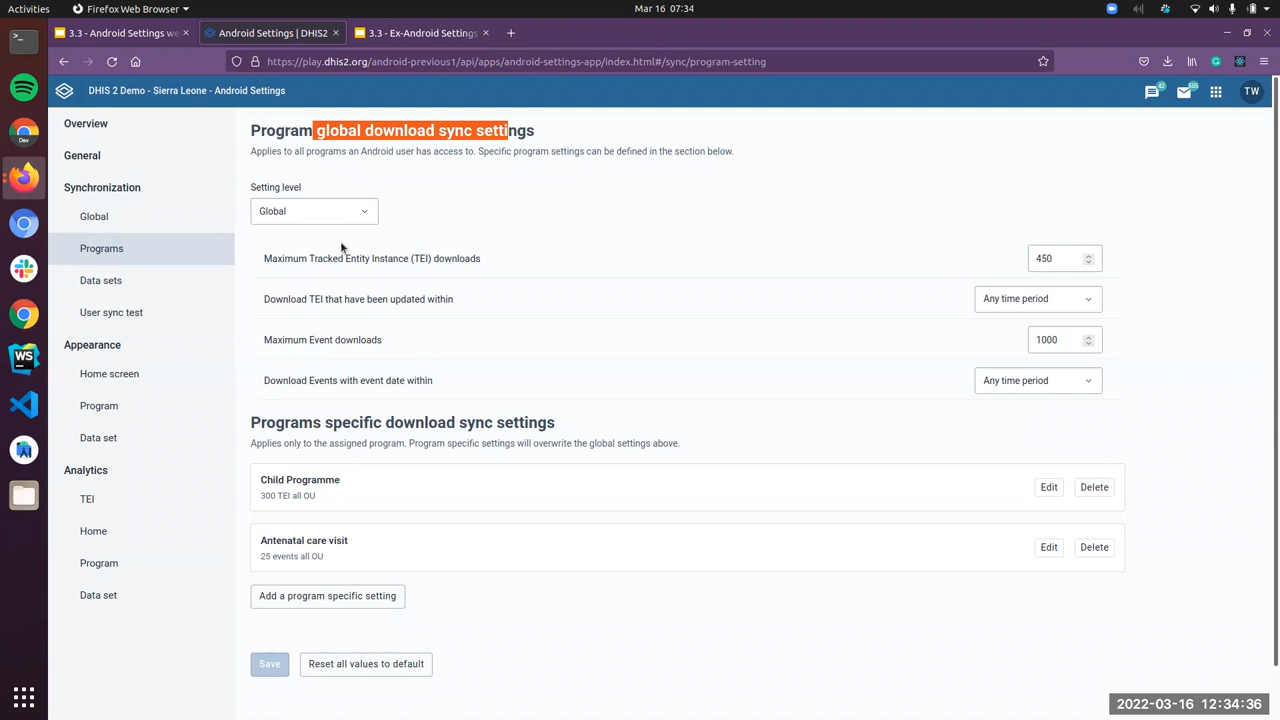 Activities
Firefox Web Browser
Mar 16 07:34
3.3 - Android Settings we
Android Settings | DHIS2
3.3 - Ex-Android Settings
https://play.dhis2.org/android-previous1/api/apps/android-settings-app/index.html#/sync/program-setting
DHIS 2 Demo - Sierra Leone - Android Settings
TW
Overview
General
Synchronization
Global
Programs
Data sets
User sync test
Appearance
Home screen
Program
Data set
Analytics
TEI
Home
Program
Data set
Program global download sync settings
Applies to all programs an Android user has access to. Specific program settings can be defined in the section below.
Setting level
Global
Maximum Tracked Entity Instance (TEI) downloads
450
Download TEI that have been updated within
Any time period
Maximum Event downloads
1000
Download Events with event date within
Any time period
Programs specific download sync settings
Applies only to the assigned program. Program specific settings will overwrite the global settings above.
Child Programme
300 TEI all OU
Edit
Delete
Antenatal care visit
25 events all OU
Edit
Delete
Add a program specific setting
Save
Reset all values to default
2022-03-16 12:34:36